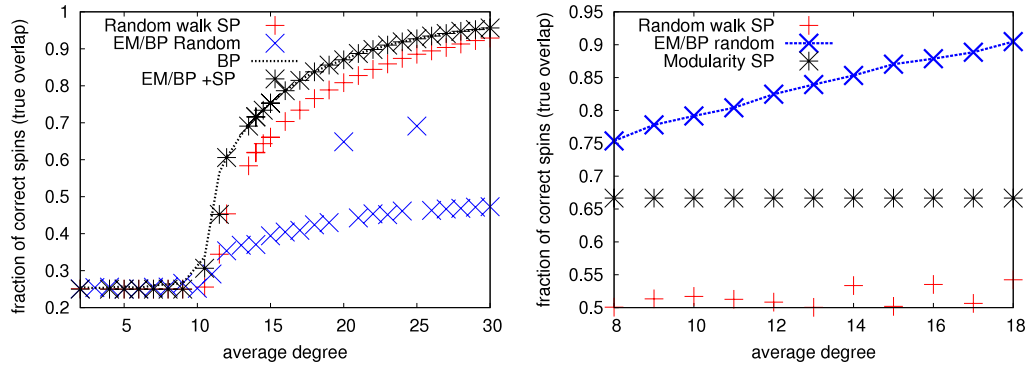 fraction of correct spins (true overlap)
1
0.9
0.8
0.7
0.6
0.5
0.4
0.3
0.2
Random walk SP
EM/BP Random
BP
EM/BP +SP
5 10 15 20 25 30
average degree
fraction of correct spins (true overlap)
0.95
0.9
0.85
0.8
0.75
0.7
0.65
0.6
0.55
0.5
Random walk SP
EM/BP random
Modularity SP
8 10 12 14 16 18
average degree